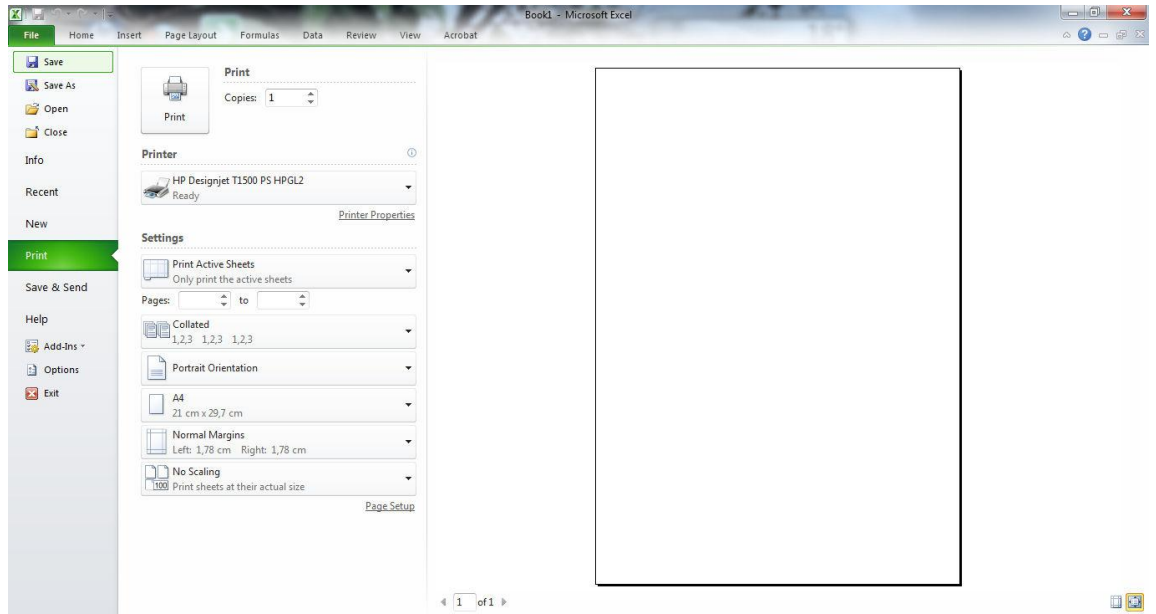 Book1 - Microsoft Excel
File Home Insert Page Layout Formulas Data Review View Acrobat
Save
Save As
Open
Close
Info
Recent
New
Print
Save & Send
Help
Add-Ins
Options
Exit
Print
Print
Copies: 1
Printer
HP Designjet T1500 PS HPGL2
Ready
Printer Properties
Settings
Print Active Sheets
Only print the active sheets
Pages: to
Collated
1,2,3 1,2,3 1,2,3
Portrait Orientation
A4
21 cm x 29,7 cm
Normal Margins
Left: 1,78 cm Right: 1,78 cm
No Scaling
100 Print sheets at their actual size
Page Setup
1 of 1